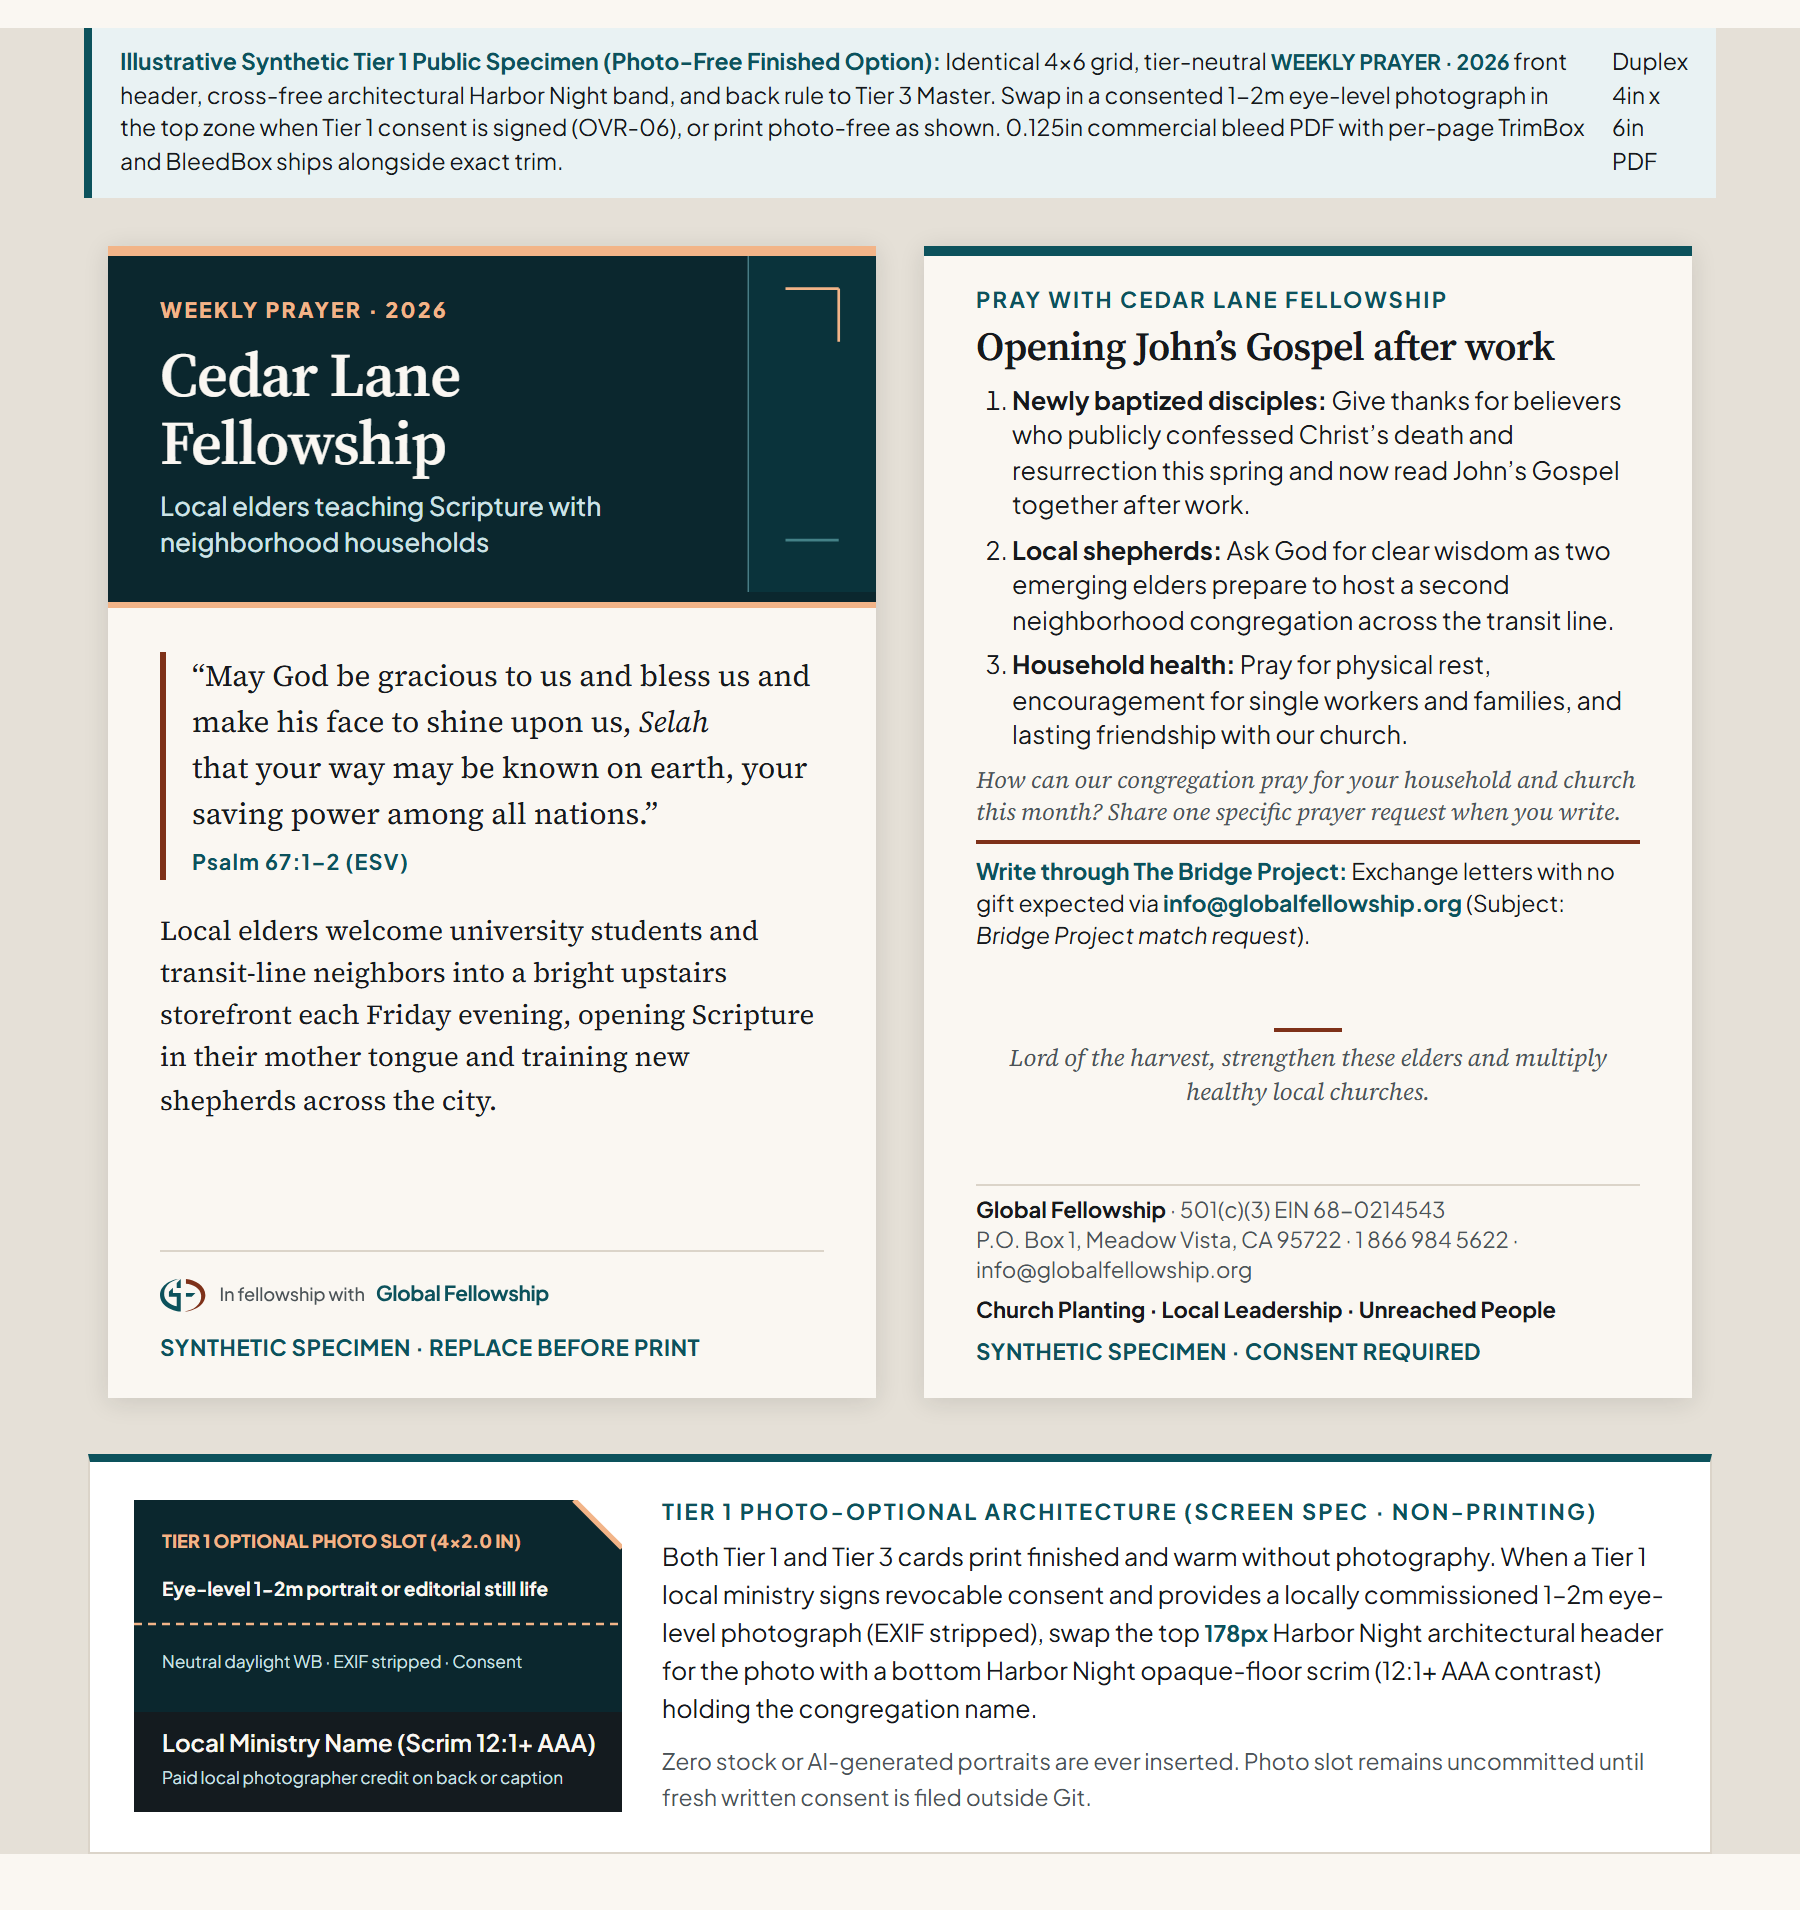 Illustrative Synthetic Tier 1 Public Specimen (Photo-Free Finished Option): Identical 4×6 grid, tier-neutral WEEKLY PRAYER · 2026 front
header, cross-free architectural Harbor Night band, and back rule to Tier 3 Master. Swap in a consented 1–2m eye-level photograph in
the top zone when Tier 1 consent is signed (OVR-06), or print photo-free as shown. 0.125in commercial bleed PDF with per-page TrimBox
and BleedBox ships alongside exact trim.
Duplex
4in x
6in
PDF
WEEKLY PRAYER · 2026
Cedar Lane
Fellowship
Local elders teaching Scripture with
neighborhood households
“May God be gracious to us and bless us and
make his face to shine upon us, Selah
that your way may be known on earth, your
saving power among all nations.”
Psalm 67:1–2 (ESV)
Local elders welcome university students and
transit-line neighbors into a bright upstairs
storefront each Friday evening, opening Scripture
in their mother tongue and training new
shepherds across the city.
In fellowship with Global Fellowship
SYNTHETIC SPECIMEN · REPLACE BEFORE PRINT
PRAY WITH CEDAR LANE FELLOWSHIP
Opening John’s Gospel after work
1. Newly baptized disciples: Give thanks for believers
who publicly confessed Christ’s death and
resurrection this spring and now read John’s Gospel
together after work.
2. Local shepherds: Ask God for clear wisdom as two
emerging elders prepare to host a second
neighborhood congregation across the transit line.
3. Household health: Pray for physical rest,
encouragement for single workers and families, and
lasting friendship with our church.
How can our congregation pray for your household and church
this month? Share one specific prayer request when you write.
Write through The Bridge Project: Exchange letters with no
gift expected via info@globalfellowship.org (Subject:
Bridge Project match request).
Lord of the harvest, strengthen these elders and multiply
healthy local churches.
Global Fellowship · 501(c)(3) EIN 68-0214543
P.O. Box 1, Meadow Vista, CA 95722 · 1 866 984 5622 ·
info@globalfellowship.org
Church Planting · Local Leadership · Unreached People
SYNTHETIC SPECIMEN · CONSENT REQUIRED
TIER 1 OPTIONAL PHOTO SLOT (4×2.0 IN)
Eye-level 1–2m portrait or editorial still life
Neutral daylight WB · EXIF stripped · Consent
Local Ministry Name (Scrim 12:1+ AAA)
Paid local photographer credit on back or caption
TIER 1 PHOTO-OPTIONAL ARCHITECTURE (SCREEN SPEC · NON-PRINTING)
Both Tier 1 and Tier 3 cards print finished and warm without photography. When a Tier 1
local ministry signs revocable consent and provides a locally commissioned 1–2m eye-
level photograph (EXIF stripped), swap the top 178px Harbor Night architectural header
for the photo with a bottom Harbor Night opaque-floor scrim (12:1+ AAA contrast)
holding the congregation name.
Zero stock or AI-generated portraits are ever inserted. Photo slot remains uncommitted until
fresh written consent is filed outside Git.